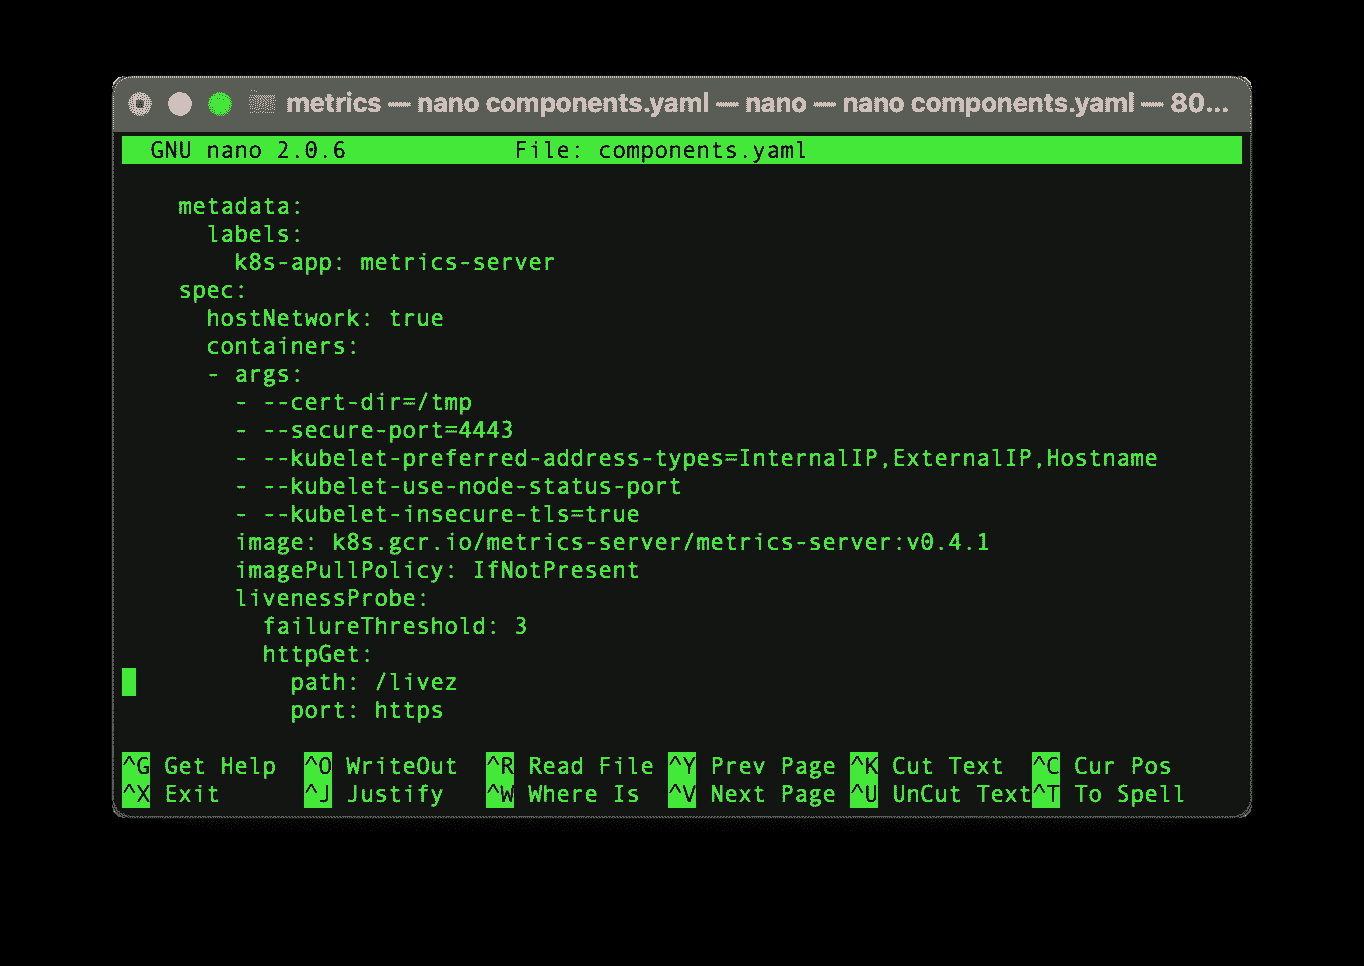 metrics — nano components.yaml — nano — nano components.yaml — 80...
GNU nano 2.0.6 File: components.yaml
metadata:
labels:
k8s-app: metrics-server
spec:
hostNetwork: true
containers:
- args:
- --cert-dir=/tmp
- --secure-port=4443
- --kubelet-preferred-address-types=InternalIP,ExternalIP,Hostname
- --kubelet-use-node-status-port
- --kubelet-insecure-tls=true
image: k8s.gcr.io/metrics-server/metrics-server:v0.4.1
imagePullPolicy: IfNotPresent
livenessProbe:
failureThreshold: 3
httpGet:
path: /livez
port: https
^G Get Help ^O WriteOut ^R Read File ^Y Prev Page ^K Cut Text ^C Cur Pos
^X Exit ^J Justify ^W Where Is ^V Next Page ^U UnCut Text ^T To Spell